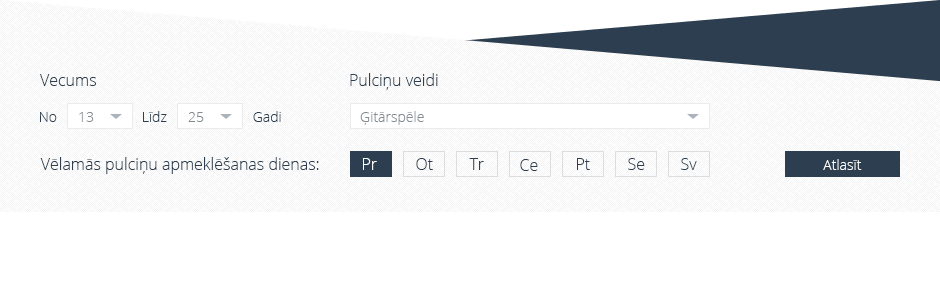 Vecums
Pulciņu veidi
No 13 Līdz 25 Gadi
Ģitārspēle
Vēlamās pulciņu apmeklēšanas dienas:
Pr Ot Tr Ce Pt Se Sv
Atlasīt